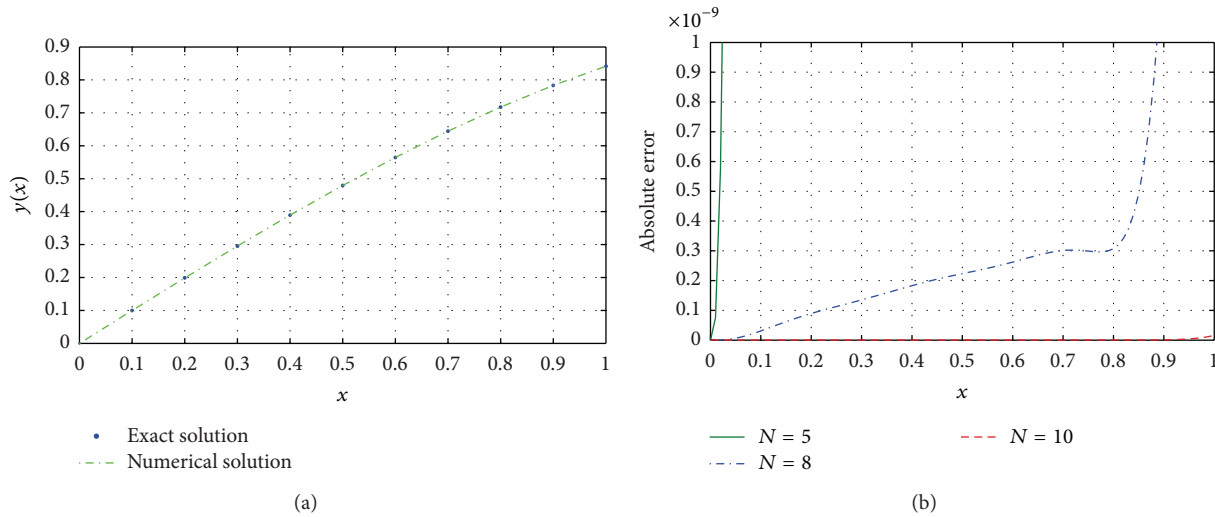 0.9
0.8
0.7
0.6
0.5
0.4
0.3
0.2
0.1
0
y(x)
0 0.1 0.2 0.3 0.4 0.5 0.6 0.7 0.8 0.9 1
x
Exact solution
Numerical solution
(a)
×10⁻⁹
1
0.9
0.8
0.7
0.6
0.5
0.4
0.3
0.2
0.1
0
Absolute error
0 0.1 0.2 0.3 0.4 0.5 0.6 0.7 0.8 0.9 1
x
N = 5
N = 8
N = 10
(b)